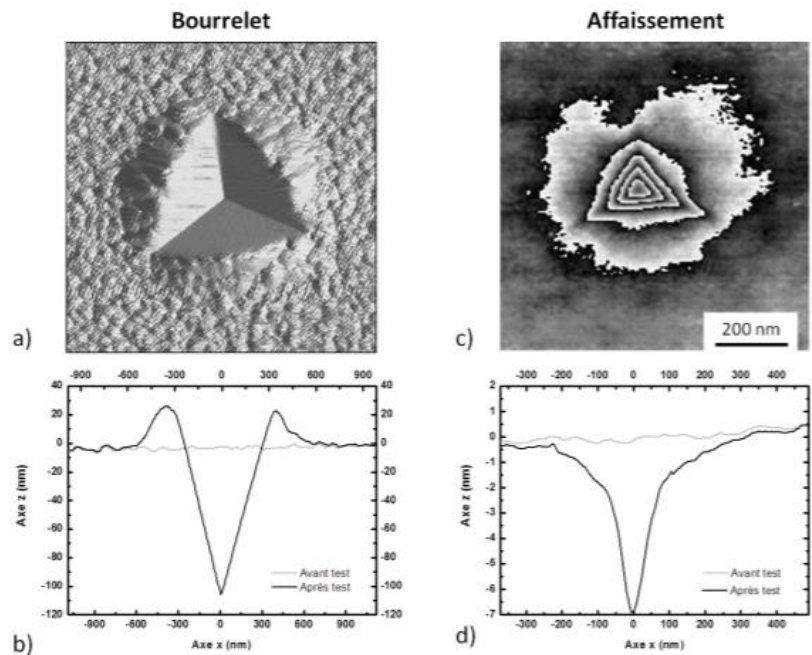 Bourrelet
Affaissement
a)
c)
200 nm
-900 -600 -300 0 300 600 900
40 40
20 20
0 0
-20 -20
-40 -40
-60 -60
-80 -80
-100 -100
-120 -120
Axe z (nm)
Avant test
Après test
-900 -600 -300 0 300 600 900
Axe x (nm)
b)
-300 -200 -100 0 100 200 300 400
2
1
0
-1
-2
-3
-4
-5
-6
-7
Axe z (nm)
Avant test
Après test
-300 -200 -100 0 100 200 300 400
Axe x (nm)
d)